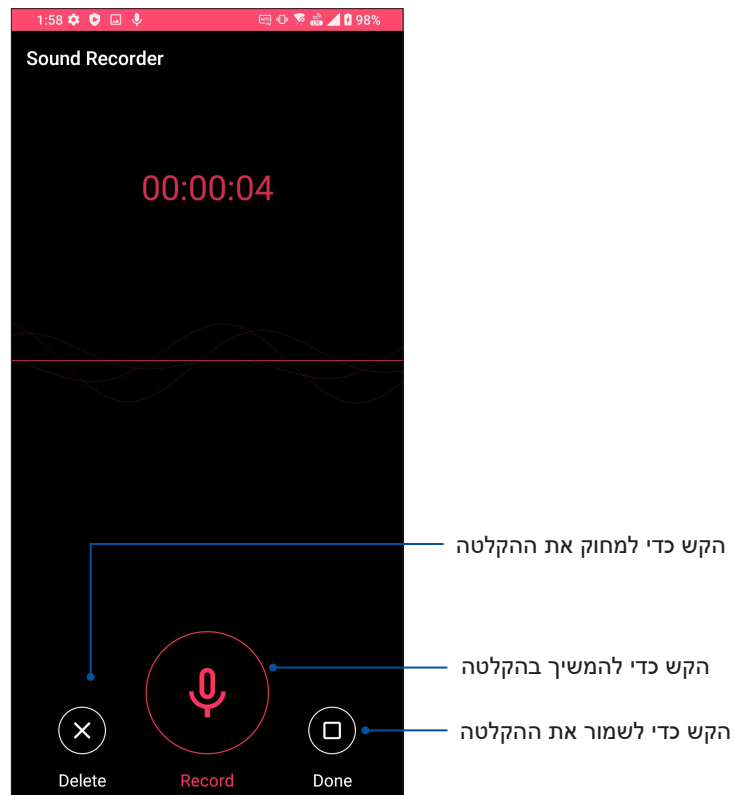 1:58
98%
Sound Recorder
00:00:04
הקש כדי למחוק את ההקלטה
הקש כדי להמשיך בהקלטה
הקש כדי לשמור את ההקלטה
Delete
Record
Done